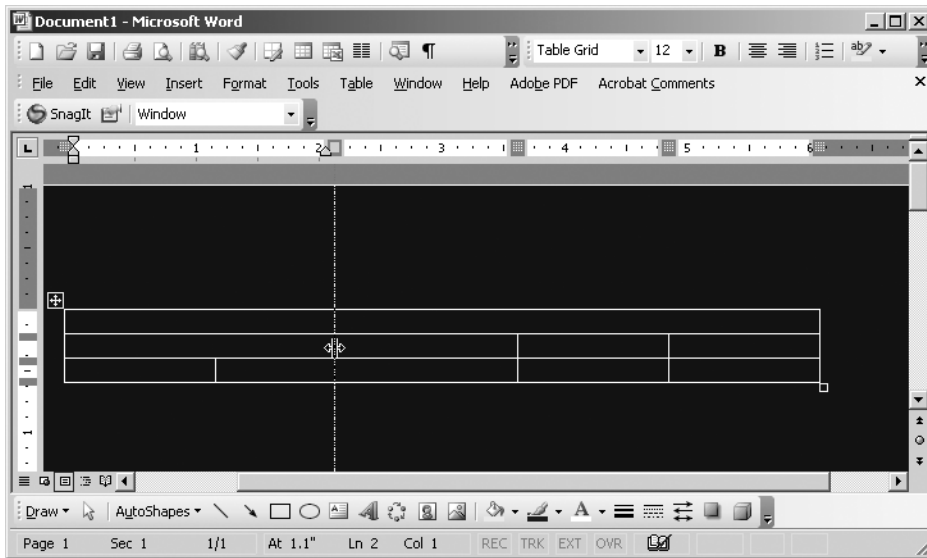 Document1 - Microsoft Word
Table Grid 12 B ab
File Edit View Insert Format Tools Table Window Help Adobe PDF Acrobat Comments
SnagIt Window
L 1 2 3 4 5 6
1
1
Draw AutoShapes A
Page 1 Sec 1 1/1 At 1.1" Ln 2 Col 1 REC TRK EXT OVR